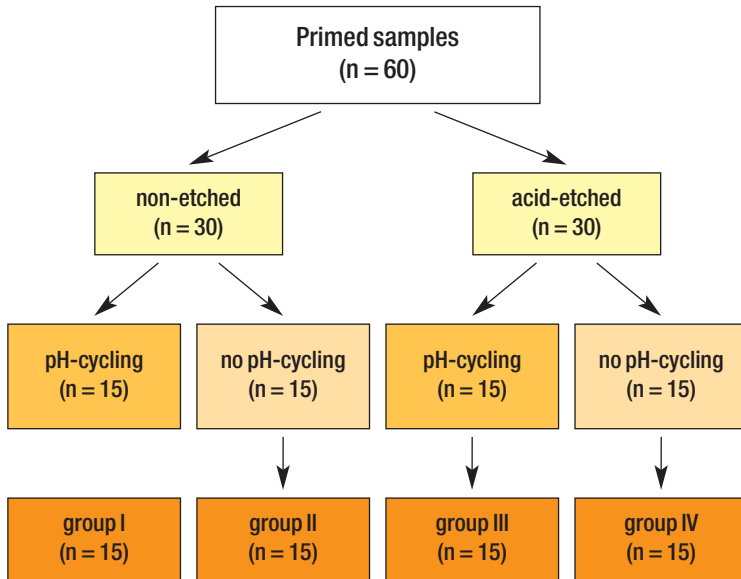 Primed samples
(n = 60)
non-etched
(n = 30)
acid-etched
(n = 30)
pH-cycling
(n = 15)
no pH-cycling
(n = 15)
pH-cycling
(n = 15)
no pH-cycling
(n = 15)
group I
(n = 15)
group II
(n = 15)
group III
(n = 15)
group IV
(n = 15)